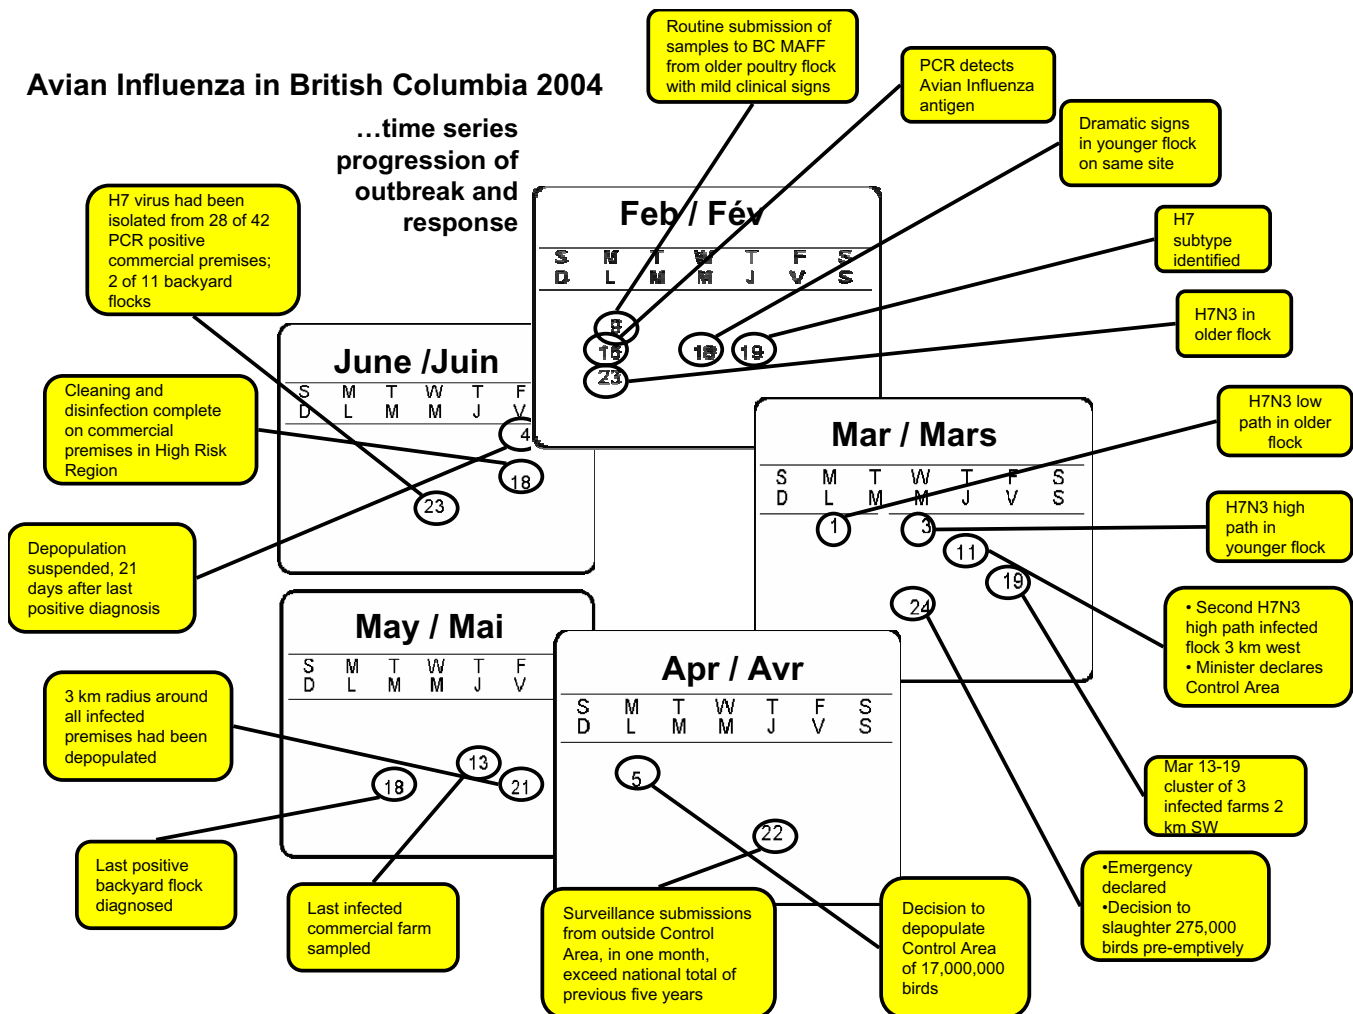 Avian Influenza in British Columbia 2004
…time series
progression of
outbreak and
response
Routine submission of
samples to BC MAFF
from older poultry flock
with mild clinical signs
PCR detects
Avian Influenza
antigen
Dramatic signs
in younger flock
on same site
H7
subtype
identified
H7N3 in
older flock
Feb / Fév
S M T W T F S
D L M M J V S
9
16 18 19
23
H7 virus had been
isolated from 28 of 42
PCR positive
commercial premises;
2 of 11 backyard
flocks
Cleaning and
disinfection complete
on commercial
premises in High Risk
Region
Depopulation
suspended, 21
days after last
positive diagnosis
June /Juin
S M T W T F
D L M M J V
4
18
23
Mar / Mars
S M T W T F S
D L M M J V S
1 3
11
19
24
H7N3 low
path in older
flock
H7N3 high
path in
younger flock
• Second H7N3
high path infected
flock 3 km west
• Minister declares
Control Area
Mar 13-19
cluster of 3
infected farms 2
km SW
•Emergency
declared
•Decision to
slaughter 275,000
birds pre-emptively
May / Mai
S M T W T F
D L M M J V
13
18 21
3 km radius around
all infected
premises had been
depopulated
Last positive
backyard flock
diagnosed
Last infected
commercial farm
sampled
Apr / Avr
S M T W T F S
D L M M J V S
5
22
Surveillance submissions
from outside Control
Area, in one month,
exceed national total of
previous five years
Decision to
depopulate
Control Area
of 17,000,000
birds